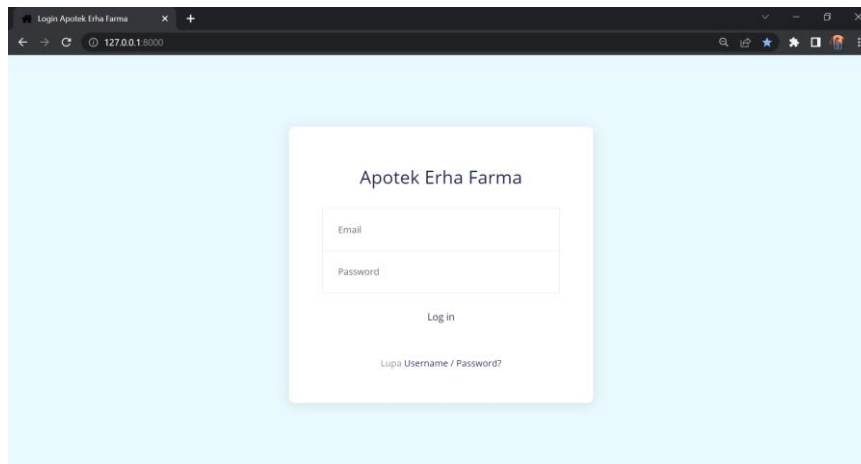 Login Apotek Erha Farma
127.0.0.1:8000
Apotek Erha Farma
Email
Password
Log in
Lupa Username / Password?